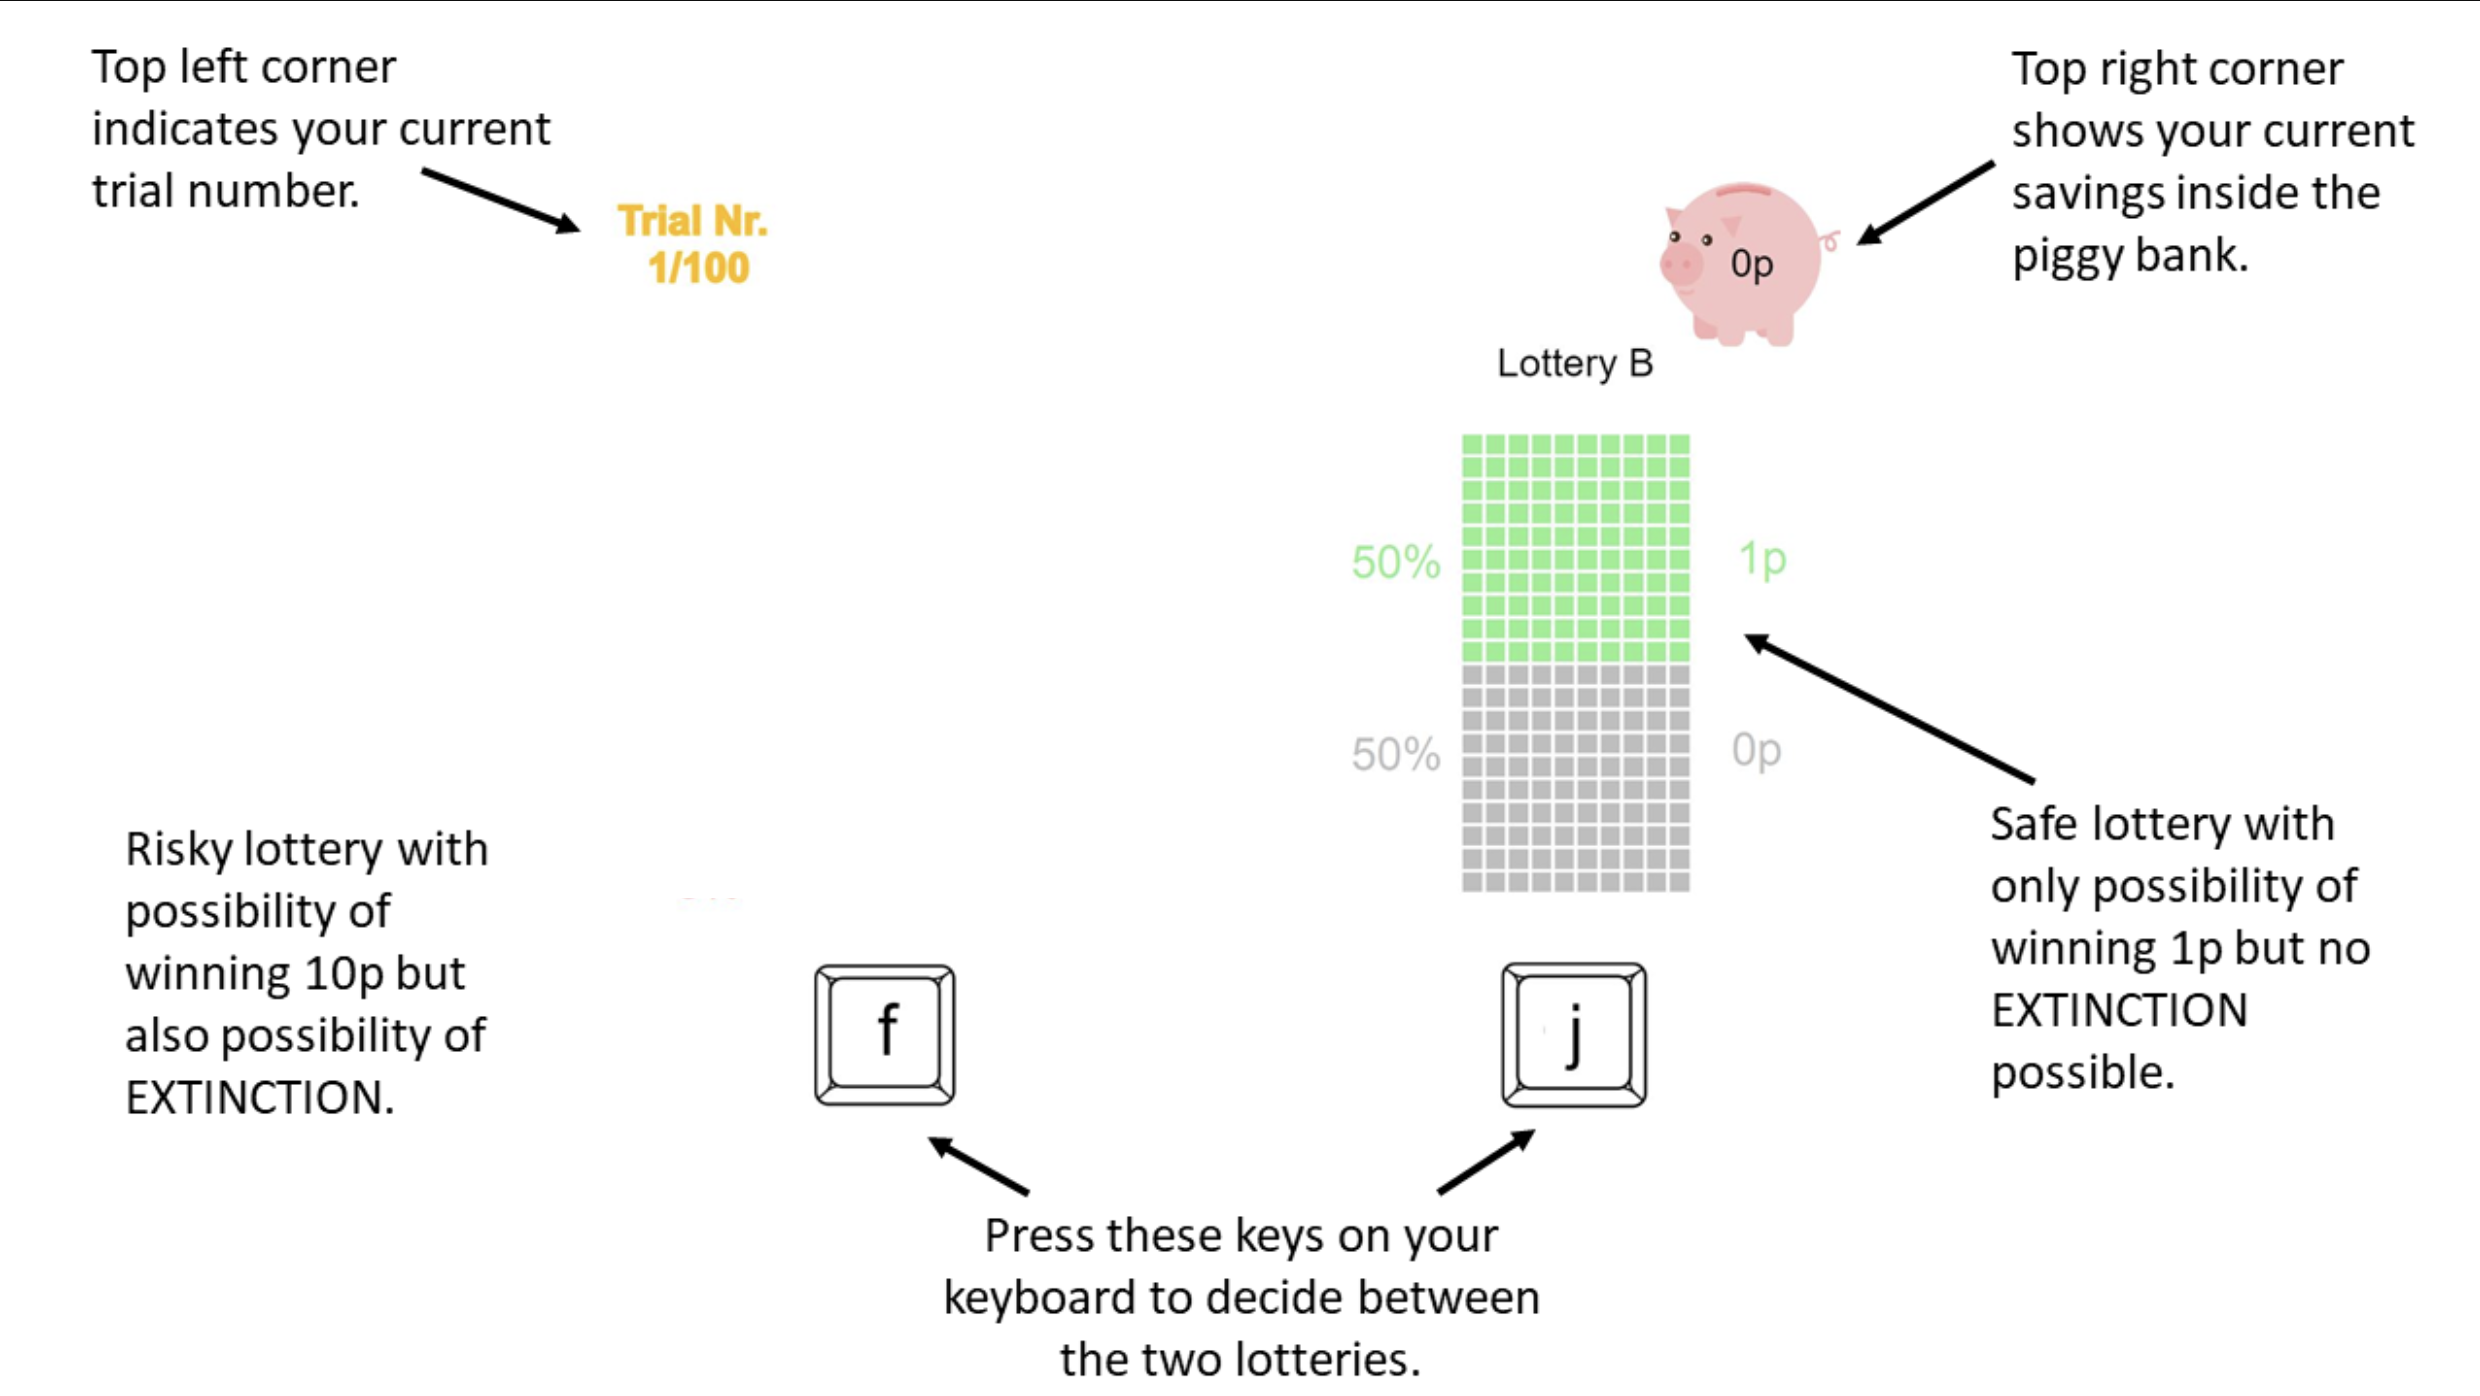 Top left corner
indicates your current
trial number.
Top right corner
shows your current
savings inside the
piggy bank.
Trial Nr.
1/100
0p
Lottery B
50%
1p
50%
0p
Risky lottery with
possibility of
winning 10p but
also possibility of
EXTINCTION.
Safe lottery with
only possibility of
winning 1p but no
EXTINCTION
possible.
f
j
Press these keys on your
keyboard to decide between
the two lotteries.